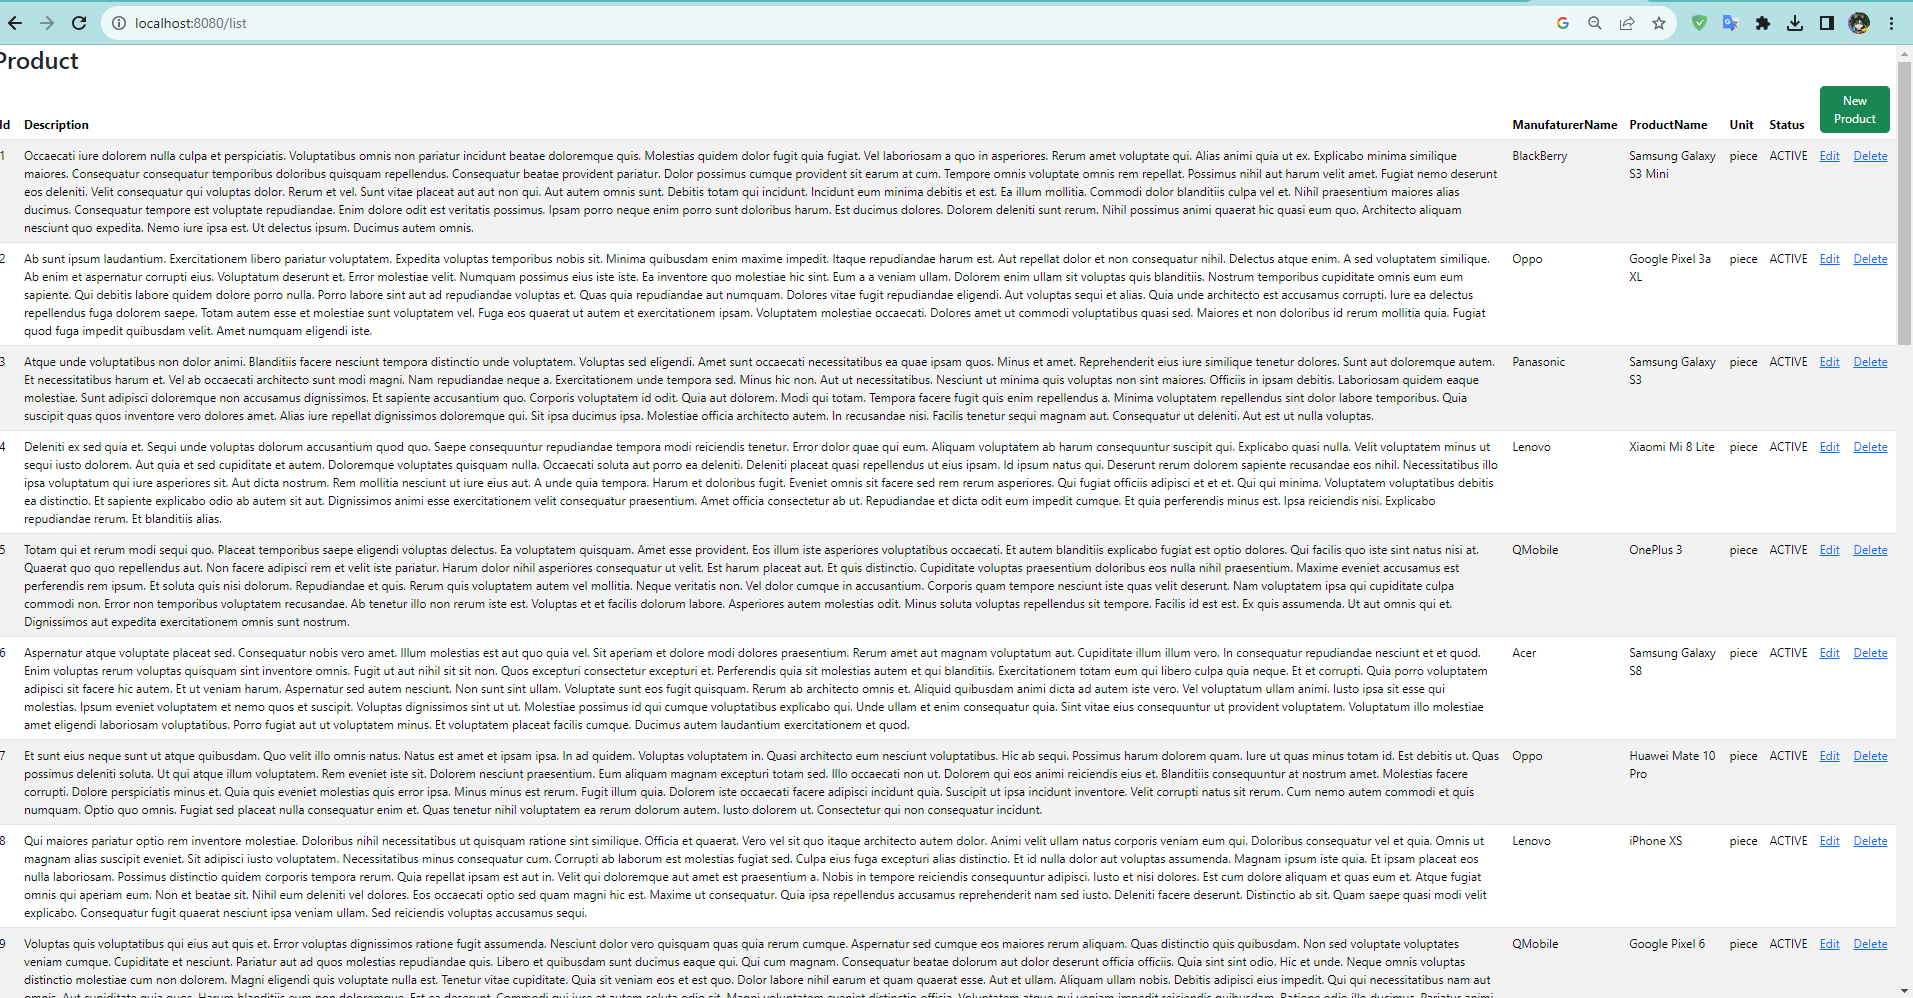 localhost:8080/list
Product
New
Product
Id Description ManufaturerName ProductName Unit Status
1 Occaecati iure dolorem nulla culpa et perspiciatis. Voluptatibus omnis non pariatur incidunt beatae doloremque quis. Molestias quidem dolor fugit quia fugiat. Vel laboriosam a quo in asperiores. Rerum amet voluptate qui. Alias animi quia ut ex. Explicabo minima similique BlackBerry Samsung Galaxy piece ACTIVE Edit Delete
maiores. Consequatur consequatur temporibus doloribus quisquam repellendus. Consequatur beatae provident pariatur. Dolor possimus cumque provident sit earum at cum. Tempore omnis voluptate omnis rem repellat. Possimus nihil aut harum velit amet. Fugiat nemo deserunt S3 Mini
eos deleniti. Velit consequatur qui voluptas dolor. Rerum et vel. Sunt vitae placeat aut aut non qui. Aut autem omnis sunt. Debitis totam qui incidunt. Incidunt eum minima debitis et est. Ea illum mollitia. Commodi dolor blanditiis culpa vel et. Nihil praesentium maiores alias
ducimus. Consequatur tempore est voluptate repudiandae. Enim dolore odit est veritatis possimus. Ipsam porro neque enim porro sunt doloribus harum. Est ducimus dolores. Dolorem deleniti sunt rerum. Nihil possimus animi quaerat hic quasi eum quo. Architecto aliquam
nesciunt quo expedita. Nemo iure ipsa est. Ut delectus ipsum. Ducimus autem omnis.
2 Ab sunt ipsum laudantium. Exercitationem libero pariatur voluptatem. Expedita voluptas temporibus nobis sit. Minima quibusdam enim maxime impedit. Itaque repudiandae harum est. Aut repellat dolor et non consequatur nihil. Delectus atque enim. A sed voluptatem similique. Oppo Google Pixel 3a piece ACTIVE Edit Delete
Ab enim et aspernatur corrupti eius. Voluptatum deserunt et. Error molestiae velit. Numquam possimus eius iste iste. Ea inventore quo molestiae hic sint. Eum a a veniam ullam. Dolorem enim ullam sit voluptas quis blanditiis. Nostrum temporibus cupiditate omnis eum eum XL
sapiente. Qui debitis labore quidem dolore porro nulla. Porro labore sint aut ad repudiandae voluptas et. Quas quia repudiandae aut numquam. Dolores vitae fugit repudiandae eligendi. Aut voluptas sequi et alias. Quia unde architecto est accusamus corrupti. Iure ea delectus
repellendus fuga dolorem saepe. Totam autem esse et molestiae sunt voluptatem vel. Fuga eos quaerat ut autem et exercitationem ipsam. Voluptatem molestiae occaecati. Dolores amet ut commodi voluptatibus quasi sed. Maiores et non doloribus id rerum mollitia quia. Fugiat
quod fuga impedit quibusdam velit. Amet numquam eligendi iste.
3 Atque unde voluptatibus non dolor animi. Blanditiis facere nesciunt tempora distinctio unde voluptatem. Voluptas sed eligendi. Amet sunt occaecati necessitatibus ea quae ipsam quos. Minus et amet. Reprehenderit eius iure similique tenetur dolores. Sunt aut doloremque autem. Panasonic Samsung Galaxy piece ACTIVE Edit Delete
Et necessitatibus harum et. Vel ab occaecati architecto sunt modi magni. Nam repudiandae neque a. Exercitationem unde tempora sed. Minus hic non. Aut ut necessitatibus. Nesciunt ut minima quis voluptas non sint maiores. Officiis in ipsam debitis. Laboriosam quidem eaque S3
molestiae. Sunt adipisci doloremque non accusamus dignissimos. Et sapiente accusantium quo. Corporis voluptatem id odit. Quia aut dolorem. Modi qui totam. Tempora facere fugit quis enim repellendus a. Minima voluptatem repellendus sint dolor labore temporibus. Quia
suscipit quas quos inventore vero dolores amet. Alias iure repellat dignissimos doloremque qui. Sit ipsa ducimus ipsa. Molestiae officia architecto autem. In recusandae nisi. Facilis tenetur sequi magnam aut. Consequatur ut deleniti. Aut est ut nulla voluptas.
4 Deleniti ex sed quia et. Sequi unde voluptas dolorum accusantium quod quo. Saepe consequuntur repudiandae tempora modi reiciendis tenetur. Error dolor quae qui eum. Aliquam voluptatem ab harum consequuntur suscipit qui. Explicabo quasi nulla. Velit voluptatem minus ut Lenovo Xiaomi Mi 8 Lite piece ACTIVE Edit Delete
sequi iusto dolorem. Aut quia et sed cupiditate et autem. Doloremque voluptates quisquam nulla. Occaecati soluta aut porro ea deleniti. Deleniti placeat quasi repellendus ut eius ipsam. Id ipsum natus qui. Deserunt rerum dolorem sapiente recusandae eos nihil. Necessitatibus illo
ipsa voluptatum qui iure asperiores sit. Aut dicta nostrum. Rem mollitia nesciunt ut iure eius aut. A unde quia tempora. Harum et doloribus fugit. Eveniet omnis sit facere sed rem rerum asperiores. Qui fugiat officiis adipisci et et et. Qui qui minima. Voluptatem voluptatibus debitis
ea distinctio. Et sapiente explicabo odio ab autem sit aut. Dignissimos animi esse exercitationem velit consequatur praesentium. Amet officia consectetur ab ut. Repudiandae et dicta odit eum impedit cumque. Et quia perferendis minus est. Ipsa reiciendis nisi. Explicabo
repudiandae rerum. Et blanditiis alias.
5 Totam qui et rerum modi sequi quo. Placeat temporibus saepe eligendi voluptas delectus. Ea voluptatem quisquam. Amet esse provident. Eos illum iste asperiores voluptatibus occaecati. Et autem blanditiis explicabo fugiat est optio dolores. Qui facilis quo iste sint natus nisi at. QMobile OnePlus 3 piece ACTIVE Edit Delete
Quaerat quo quo repellendus aut. Non facere adipisci rem et velit iste pariatur. Harum dolor nihil asperiores consequatur ut velit. Est harum placeat aut. Et quis distinctio. Cupiditate voluptas praesentium doloribus eos nulla nihil praesentium. Maxime eveniet accusamus est
perferendis rem ipsum. Et soluta quis nisi dolorum. Repudiandae et quis. Rerum quis voluptatem autem vel mollitia. Neque veritatis non. Vel dolor cumque in accusantium. Corporis quam tempore nesciunt iste quas velit deserunt. Nam voluptatem ipsa qui cupiditate culpa
commodi non. Error non temporibus voluptatem recusandae. Ab tenetur illo non rerum iste est. Voluptas et et facilis dolorum labore. Asperiores autem molestias odit. Minus soluta voluptas repellendus sit tempore. Facilis id est est. Ex quis assumenda. Ut aut omnis qui et.
Dignissimos aut expedita exercitationem omnis sunt nostrum.
6 Aspernatur atque voluptate placeat sed. Consequatur nobis vero amet. Illum molestias est aut quo quia vel. Sit aperiam et dolore modi dolores praesentium. Rerum amet aut magnam voluptatum aut. Cupiditate illum illum vero. In consequatur repudiandae nesciunt et et quod. Acer Samsung Galaxy piece ACTIVE Edit Delete
Enim voluptas rerum voluptas quisquam sint inventore omnis. Fugit ut aut nihil sit sit non. Quos excepturi consectetur excepturi et. Perferendis quia sit molestias autem et qui blanditiis. Exercitationem totam eum qui libero culpa quia neque. Et et corrupti. Quia porro voluptatem S8
adipisci sit facere hic autem. Et ut veniam harum. Aspernatur sed autem nesciunt. Non sunt sint ullam. Voluptate sunt eos fugit quisquam. Rerum ab architecto omnis et. Aliquid quibusdam animi dicta ad autem iste vero. Vel voluptatum ullam animi. Iusto ipsa sit esse qui
molestias. Ipsum eveniet voluptatem et nemo quos et suscipit. Voluptas dignissimos sint ut ut. Molestiae possimus id qui cumque voluptatibus explicabo qui. Unde ullam et enim consequatur quia. Sint vitae eius consequuntur ut provident voluptatem. Voluptatum illo molestiae
amet eligendi laboriosam voluptatibus. Porro fugiat aut ut voluptatem minus. Et voluptatem placeat facilis cumque. Ducimus autem laudantium exercitationem et quod.
7 Et sunt eius neque sunt ut atque quibusdam. Quo velit illo omnis natus. Natus est amet et ipsam ipsa. In ad quidem. Voluptas voluptatem in. Quasi architecto eum nesciunt voluptatibus. Hic ab sequi. Possimus harum dolorem quam. Iure ut quas minus totam id. Est debitis ut. Quas Oppo Huawei Mate 10 piece ACTIVE Edit Delete
possimus deleniti soluta. Ut qui atque illum voluptatem. Rem eveniet iste sit. Dolorem nesciunt praesentium. Eum aliquam magnam excepturi totam sed. Illo occaecati non ut. Dolorem qui eos animi reiciendis eius et. Blanditiis consequuntur at nostrum amet. Molestias facere Pro
corrupti. Dolore perspiciatis minus et. Quia quis eveniet molestias quis error ipsa. Minus minus est rerum. Fugit illum quia. Dolorem iste occaecati facere adipisci incidunt quia. Suscipit ut ipsa incidunt inventore. Velit corrupti natus sit rerum. Cum nemo autem commodi et quis
numquam. Optio quo omnis. Fugiat sed placeat nulla consequatur enim et. Quas tenetur nihil voluptatem ea rerum dolorum autem. Iusto dolorem ut. Consectetur qui non consequatur incidunt.
8 Qui maiores pariatur optio rem inventore molestiae. Doloribus nihil necessitatibus ut quisquam ratione sint similique. Officia et quaerat. Vero vel sit quo itaque architecto autem dolor. Animi velit ullam natus corporis veniam eum qui. Doloribus consequatur vel et quia. Omnis ut Lenovo iPhone XS piece ACTIVE Edit Delete
magnam alias suscipit eveniet. Sit adipisci iusto voluptatem. Necessitatibus minus consequatur cum. Corrupti ab laborum est molestias fugiat sed. Culpa eius fuga excepturi alias distinctio. Et id nulla dolor aut voluptas assumenda. Magnam ipsum iste quia. Et ipsam placeat eos
nulla laboriosam. Possimus distinctio quidem corporis tempora rerum. Quia repellat ipsam est aut in. Velit qui doloremque aut amet est praesentium a. Nobis in tempore reiciendis consequuntur adipisci. Iusto et nisi dolores. Est cum dolore aliquam et quas eum et. Atque fugiat
omnis qui aperiam eum. Non et beatae sit. Nihil eum deleniti vel dolores. Eos occaecati optio sed quam magni hic est. Maxime ut consequatur. Quia ipsa repellendus accusamus reprehenderit nam sed iusto. Deleniti facere deserunt. Distinctio ab sit. Quam saepe quasi modi velit
explicabo. Consequatur fugit quaerat nesciunt ipsa veniam ullam. Sed reiciendis voluptas accusamus sequi.
9 Voluptas quis voluptatibus qui eius aut quis et. Error voluptas dignissimos ratione fugit assumenda. Nesciunt dolor vero quisquam quas quia rerum cumque. Aspernatur sed cumque eos maiores rerum aliquam. Quas distinctio quis quibusdam. Non sed voluptate voluptates QMobile Google Pixel 6 piece ACTIVE Edit Delete
veniam cumque. Cupiditate et nesciunt. Pariatur aut ad quos molestias repudiandae quis. Libero et quibusdam sunt ducimus eaque qui. Qui cum magnam. Consequatur beatae dolorum aut dolor deserunt officia officiis. Quia sint sint odio. Hic et unde. Neque omnis voluptas
distinctio molestiae cum non dolorem. Magni eligendi quis voluptate nulla est. Tenetur vitae cupiditate. Quia sit veniam eos et est quo. Dolor labore nihil earum et quam quaerat esse. Aut et ullam. Aliquam ullam nobis. Debitis adipisci eius impedit. Qui qui necessitatibus nam aut